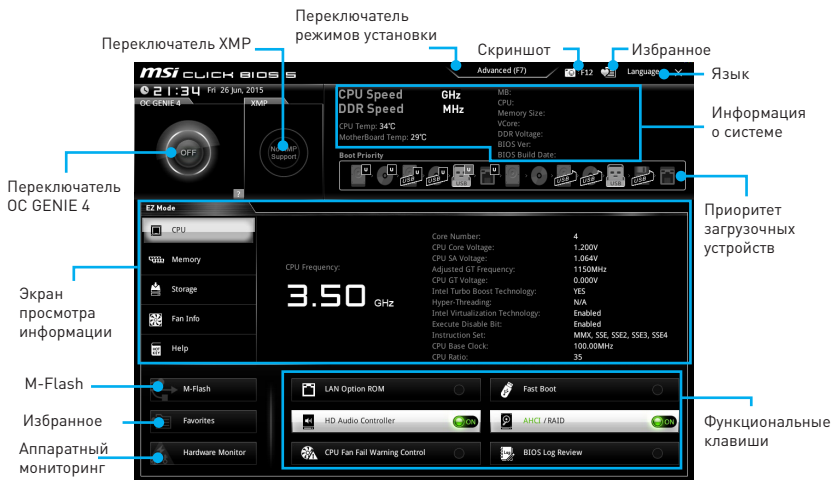 Переключатель
режимов установки
Переключатель XMP
Скриншот
Избранное
Язык
msi CLICK BIOS 5
Advanced (F7)
F12
Language
X
21:34 Fri 26 Jun, 2015
OC GENIE 4
XMP
OFF
No XMP
Support
?
CPU Speed GHz
DDR Speed MHz
CPU Temp: 34°C
MotherBoard Temp: 29°C
MB:
CPU:
Memory Size:
VCore:
DDR Voltage:
BIOS Ver:
BIOS Build Date:
Boot Priority
U U U USB U USB U USB U USB USB USB USB
Информация
о системе
Переключатель
OC GENIE 4
Приоритет
загрузочных
устройств
EZ Mode
CPU
Memory
Storage
Fan Info
Help
CPU Frequency:
3.50 GHz
Core Number: 4
CPU Core Voltage: 1.200V
CPU SA Voltage: 1.064V
Adjusted GT Frequency: 1150MHz
CPU GT Voltage: 0.000V
Intel Turbo Boost Technology: YES
Hyper-Threading: N/A
Intel Virtualization Technology: Enabled
Execute Disable Bit: Enabled
Instruction Set: MMX, SSE, SSE2, SSE3, SSE4
CPU Base Clock: 100.00MHz
CPU Ratio: 35
Экран
просмотра
информации
M-Flash
Избранное
Аппаратный
мониторинг
M-Flash
Favorites
Hardware Monitor
LAN Option ROM
Fast Boot
HD Audio Controller ON
AHCI /RAID ON
CPU Fan Fail Warning Control
BIOS Log Review
Функциональные
клавиши